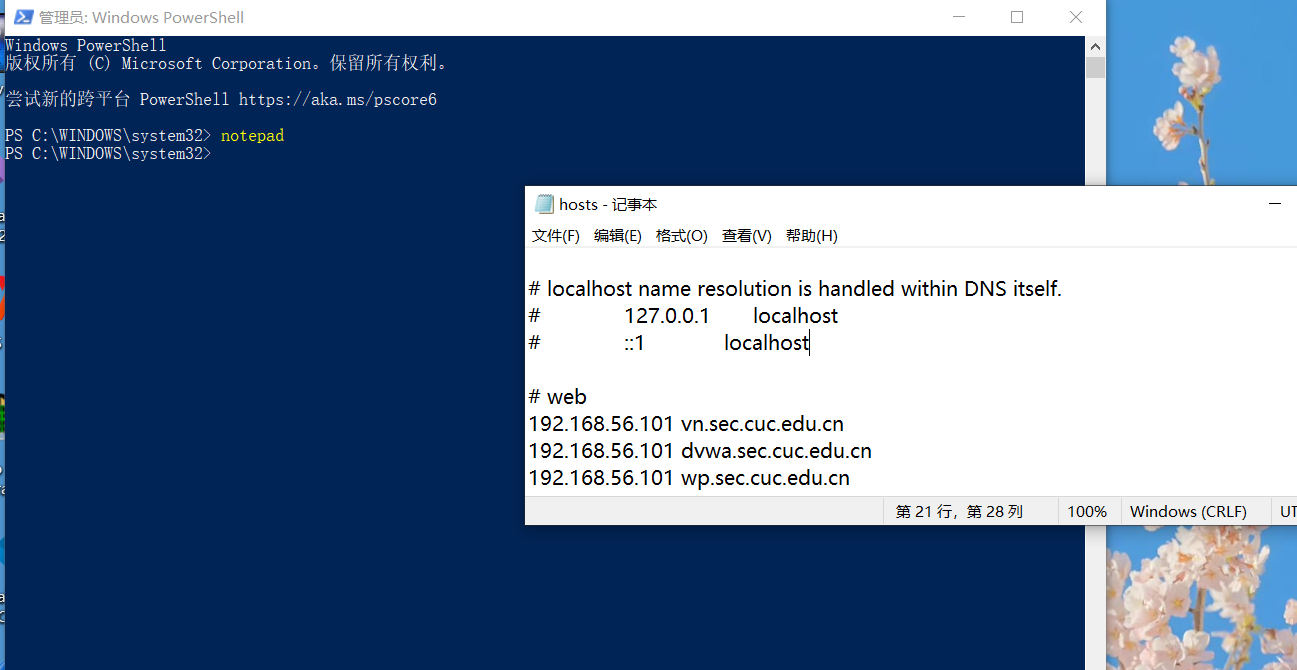 管理员: Windows PowerShell
Windows PowerShell
版权所有 (C) Microsoft Corporation。保留所有权利。
尝试新的跨平台 PowerShell https://aka.ms/pscore6
PS C:\WINDOWS\system32> notepad
PS C:\WINDOWS\system32>
hosts - 记事本
文件(F) 编辑(E) 格式(O) 查看(V) 帮助(H)
# localhost name resolution is handled within DNS itself.
# 127.0.0.1 localhost
# ::1 localhost
# web
192.168.56.101 vn.sec.cuc.edu.cn
192.168.56.101 dvwa.sec.cuc.edu.cn
192.168.56.101 wp.sec.cuc.edu.cn
第 21 行，第 28 列 100% Windows (CRLF) UT